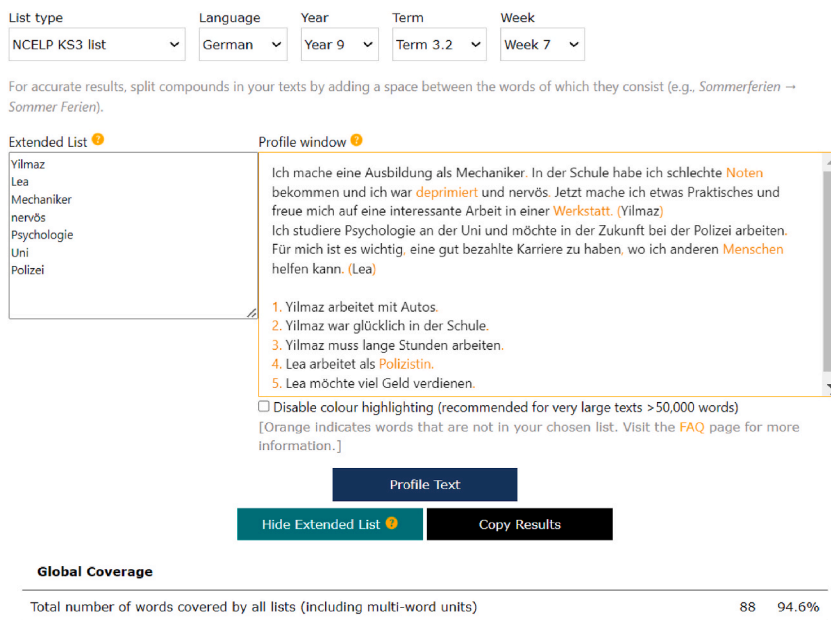 List type Language Year Term Week
NCELP KS3 list German Year 9 Term 3.2 Week 7
For accurate results, split compounds in your texts by adding a space between the words of which they consist (e.g., Sommerferien →
Sommer Ferien).
Extended List ?
Yilmaz
Lea
Mechaniker
nervös
Psychologie
Uni
Polizei
Profile window ?
Ich mache eine Ausbildung als Mechaniker. In der Schule habe ich schlechte Noten
bekommen und ich war deprimiert und nervös. Jetzt mache ich etwas Praktisches und
freue mich auf eine interessante Arbeit in einer Werkstatt. (Yilmaz)
Ich studiere Psychologie an der Uni und möchte in der Zukunft bei der Polizei arbeiten.
Für mich ist es wichtig, eine gut bezahlte Karriere zu haben, wo ich anderen Menschen
helfen kann. (Lea)
1. Yilmaz arbeitet mit Autos.
2. Yilmaz war glücklich in der Schule.
3. Yilmaz muss lange Stunden arbeiten.
4. Lea arbeitet als Polizistin.
5. Lea möchte viel Geld verdienen.
Disable colour highlighting (recommended for very large texts >50,000 words)
[Orange indicates words that are not in your chosen list. Visit the FAQ page for more
information.]
Profile Text
Hide Extended List ? Copy Results
Global Coverage
Total number of words covered by all lists (including multi-word units) 88 94.6%